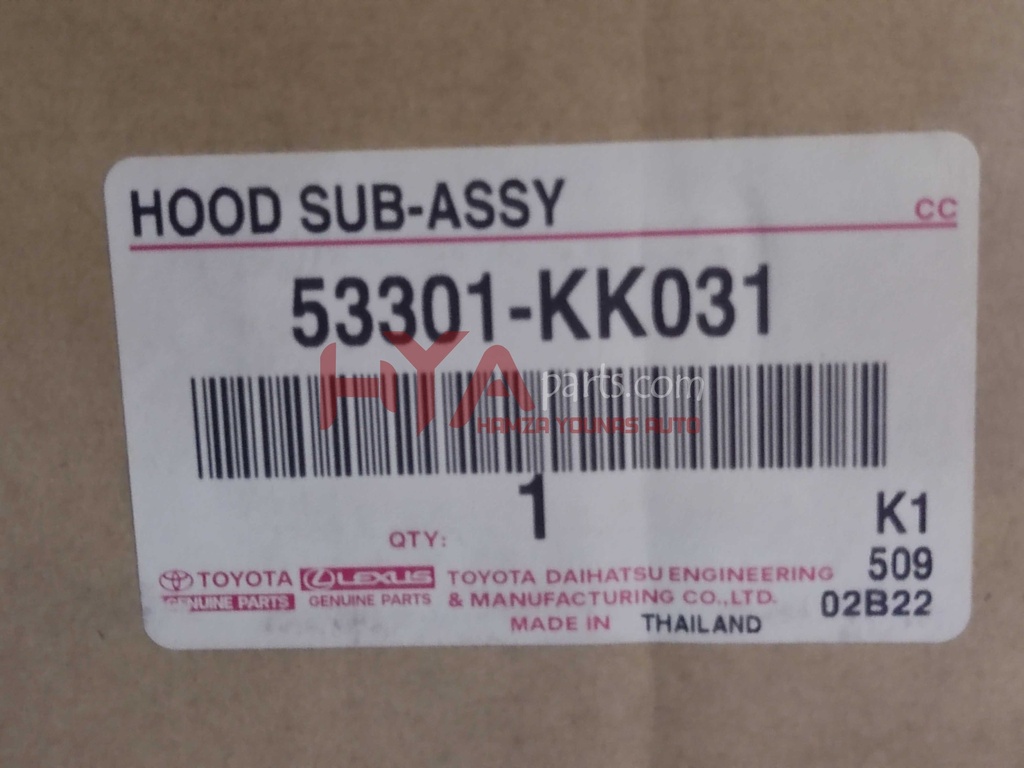 HOOD SUB-ASSY CC
53301-KK031
HYAparts.com
HAMZA YOUNAS AUTO
1
QTY:
K1
509
02B22
TOYOTA
GENUINE PARTS
LEXUS
GENUINE PARTS
TOYOTA DAIHATSU ENGINEERING
& MANUFACTURING CO.,LTD.
MADE IN THAILAND